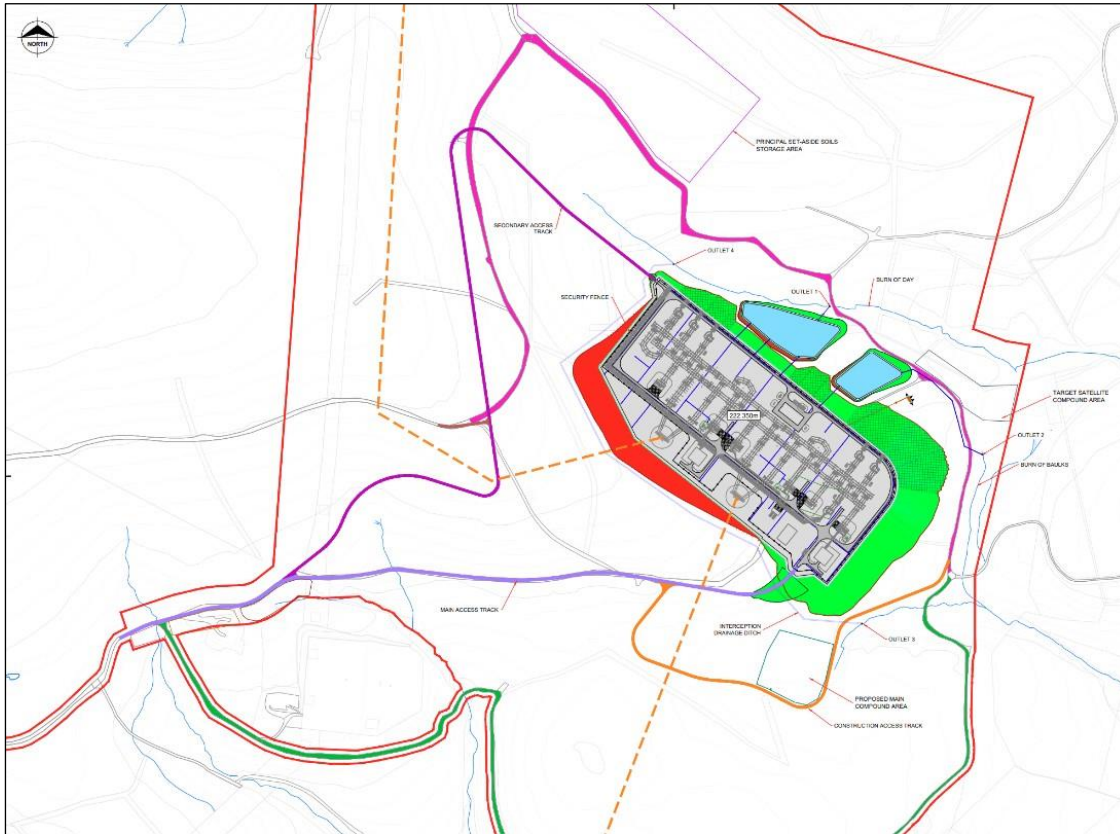 NORTH
PRINCIPAL SET-ASIDE SOILS
STORAGE AREA
SECONDARY ACCESS
TRACK
OUTLET 4
SECURITY FENCE
OUTLET 1
BURN OF DAY
TARGET SATELLITE
COMPOUND AREA
222.350m
OUTLET 2
BURN OF BAULKS
MAIN ACCESS TRACK
INTERCEPTION
DRAINAGE DITCH
OUTLET 3
PROPOSED MAIN
COMPOUND AREA
CONSTRUCTION ACCESS TRACK